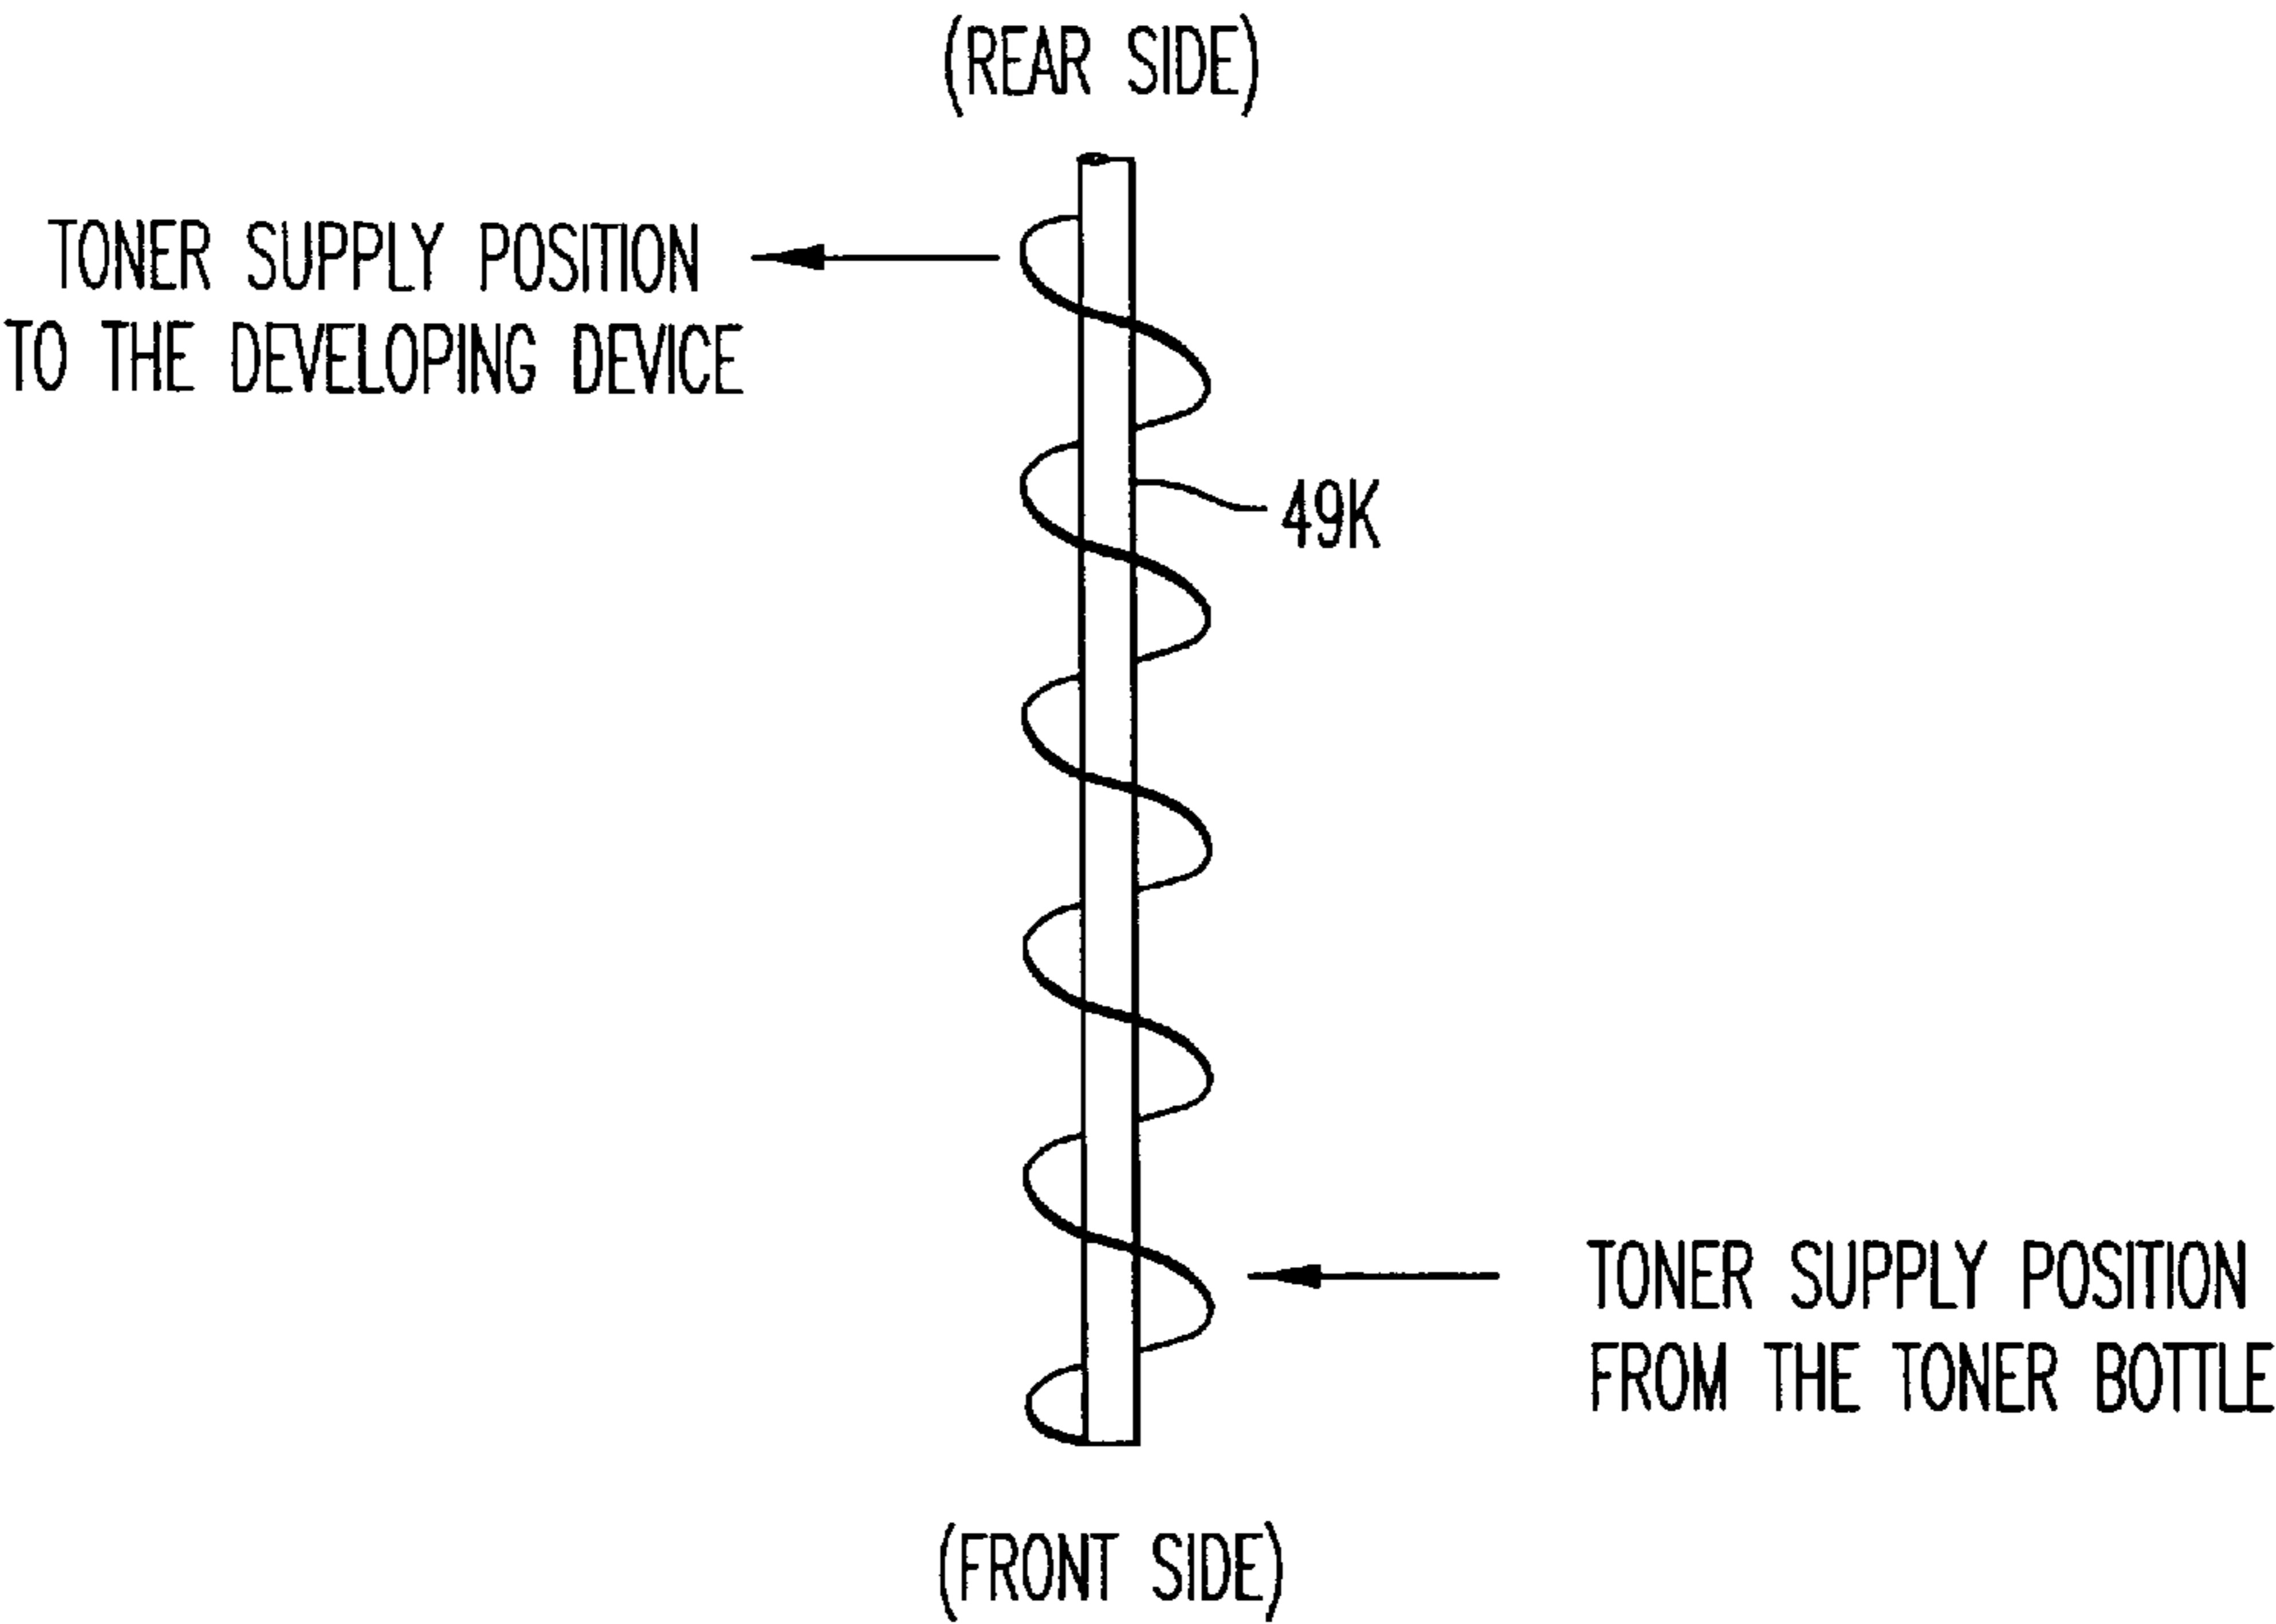 (REAR SIDE)
TONER SUPPLY POSITION
TO THE DEVELOPING DEVICE
49K
TONER SUPPLY POSITION
FROM THE TONER BOTTLE
(FRONT SIDE)